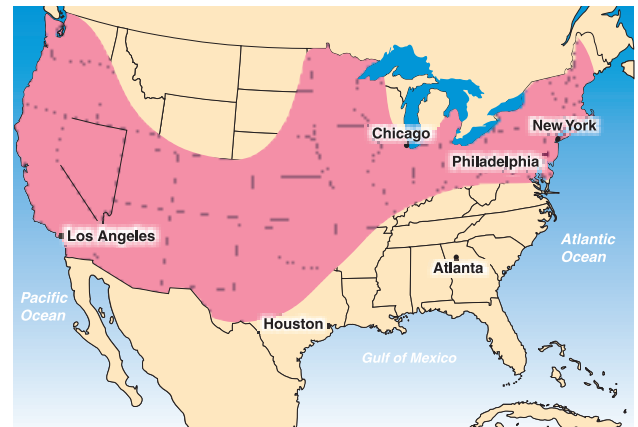 Chicago
New York
Philadelphia
Los Angeles
Atlantic
Ocean
Atlanta
Pacific
Ocean
Houston
Gulf of Mexico